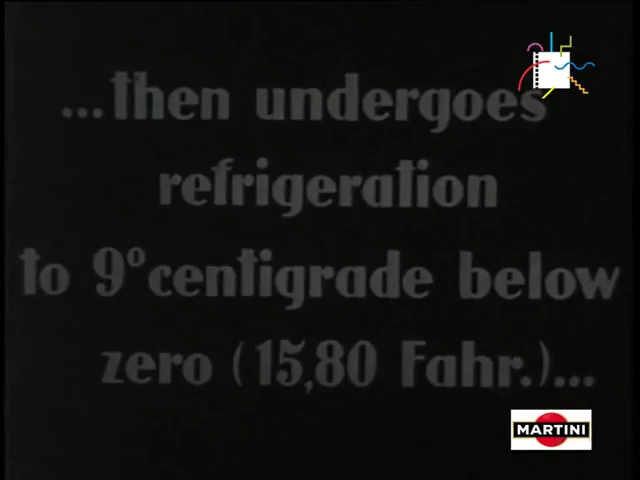 ...then undergoes
refrigeration
to 9°centigrade below
zero (15,80 Fahr.)...
MARTINI